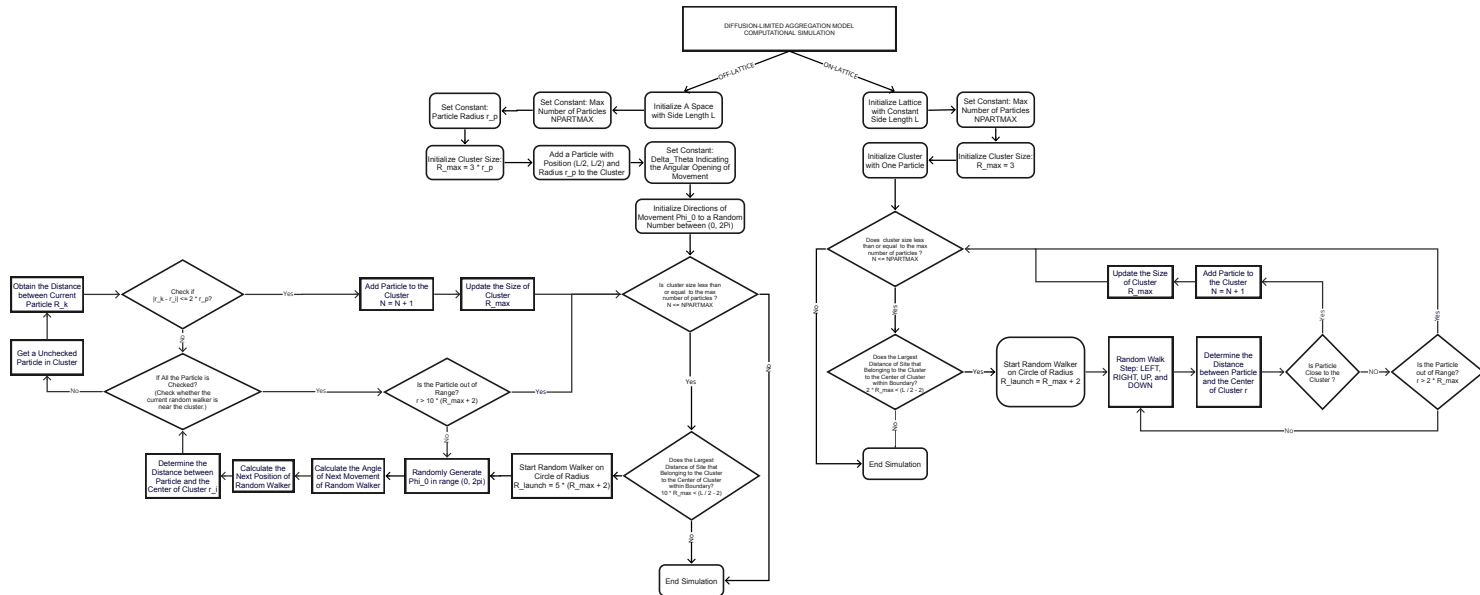 DIFFUSION-LIMITED AGGREGATION MODEL
COMPUTATIONAL SIMULATION
OFF-LATTICE
ON-LATTICE
Set Constant:
Particle Radius r_p
Set Constant: Max
Number of Particles
NPARTMAX
Initialize A Space
with Side Length L
Initialize Cluster Size:
R_max = 3 * r_p
Add a Particle with
Position (L/2, L/2) and
Radius r_p to the Cluster
Set Constant:
Delta_Theta Indicating
the Angular Opening of
Movement
Initialize Directions of
Movement Phi_0 to a Random
Number between (0, 2Pi)
Is cluster size less than
or equal to the max
number of particles ?
N <= NPARTMAX
Yes
No
Obtain the Distance
between Current
Particle R_k
Check if
|r_k - r_i| <= 2 * r_p?
Yes
No
Add Particle to the
Cluster
N = N + 1
Update the Size of
Cluster
R_max
Get a Unchecked
Particle in Cluster
No
If All the Particle is
Checked?
(Check whether the
current random walker is
near the cluster.)
Yes
Is the Particle out of
Range?
r > 10 * (R_max + 2)
Yes
No
Determine the
Distance between
Particle and the
Center of Cluster r_i
Calculate the
Next Position of
Random Walker
Calculate the Angle
of Next Movement
of Random Walker
Randomly Generate
Phi_0 in range (0, 2pi)
Start Random Walker on
Circle of Radius
R_launch = 5 * (R_max + 2)
Yes
Does the Largest
Distance of Site that
Belonging to the Cluster
to the Center of Cluster
within Boundary?
10 * R_max < (L / 2 - 2)
No
End Simulation
Initialize Lattice
with Constant
Side Length L
Set Constant: Max
Number of Particles
NPARTMAX
Initialize Cluster
with One Particle
Initialize Cluster Size:
R_max = 3
Does cluster size less
than or equal to the max
number of particles ?
N <= NPARTMAX
No
Yes
Update the Size
of Cluster
R_max
Add Particle to
the Cluster
N = N + 1
Yes
Yes
Does the Largest
Distance of Site that
Belonging to the Cluster
to the Center of Cluster
within Boundary?
2 * R_max < (L / 2 - 2)
Yes
Start Random Walker
on Circle of Radius
R_launch = R_max + 2
Random Walk
Step: LEFT,
RIGHT, UP, and
DOWN
Determine the
Distance
between Particle
and the Center of
Cluster r
Is Particle
Close to the
Cluster ?
NO
Is the Particle
out of Range?
r > 2 * R_max
No
No
End Simulation